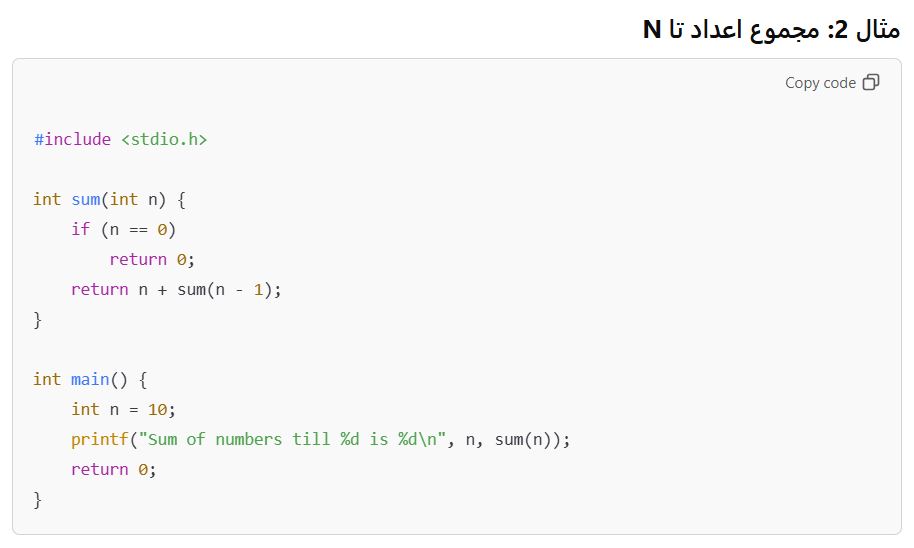 مثال 2: مجموع اعداد تا N
Copy code
#include <stdio.h>
int sum(int n) {
    if (n == 0)
        return 0;
    return n + sum(n - 1);
}
int main() {
    int n = 10;
    printf("Sum of numbers till %d is %d\n", n, sum(n));
    return 0;
}